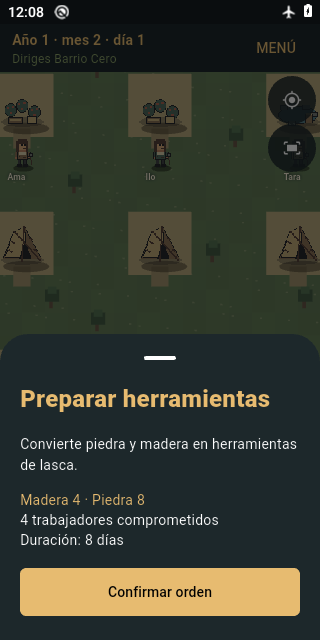 12:08
Año 1 · mes 2 · día 1
Diriges Barrio Cero
MENÚ
Ama
Ilo
Tara
Preparar herramientas
Convierte piedra y madera en herramientas
de lasca.
Madera 4 · Piedra 8
4 trabajadores comprometidos
Duración: 8 días
Confirmar orden